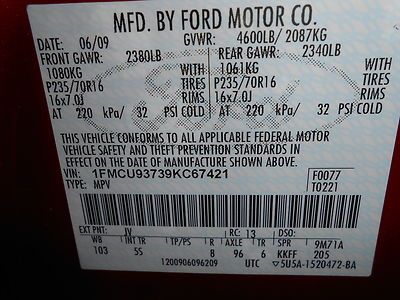 MFD. BY FORD MOTOR CO.
DATE: 06/09 GVWR: 4600LB/ 2087KG
FRONT GAWR: 2380LB REAR GAWR: 2340LB
1080KG WITH 1061KG WITH
P235/70R16 TIRES P235/70R16 TIRES
16x7.0J RIMS 16x7.0J RIMS
AT 220 kPa/ 32 PSI COLD AT 220 kPa/ 32 PSI COLD
THIS VEHICLE CONFORMS TO ALL APPLICABLE FEDERAL MOTOR
VEHICLE SAFETY AND THEFT PREVENTION STANDARDS IN
EFFECT ON THE DATE OF MANUFACTURE SHOWN ABOVE.
VIN: 1FMCU93739KC67421 F0077
TYPE: MPV T0221
EXT PNT: JV RC: 13 DSO:
WB INT TR TP/PS R AXLE TR SPR 9M71A
103 5S 8 96 6 KKFF 205
1200906096209 UTC 5U5A-1520472-BA